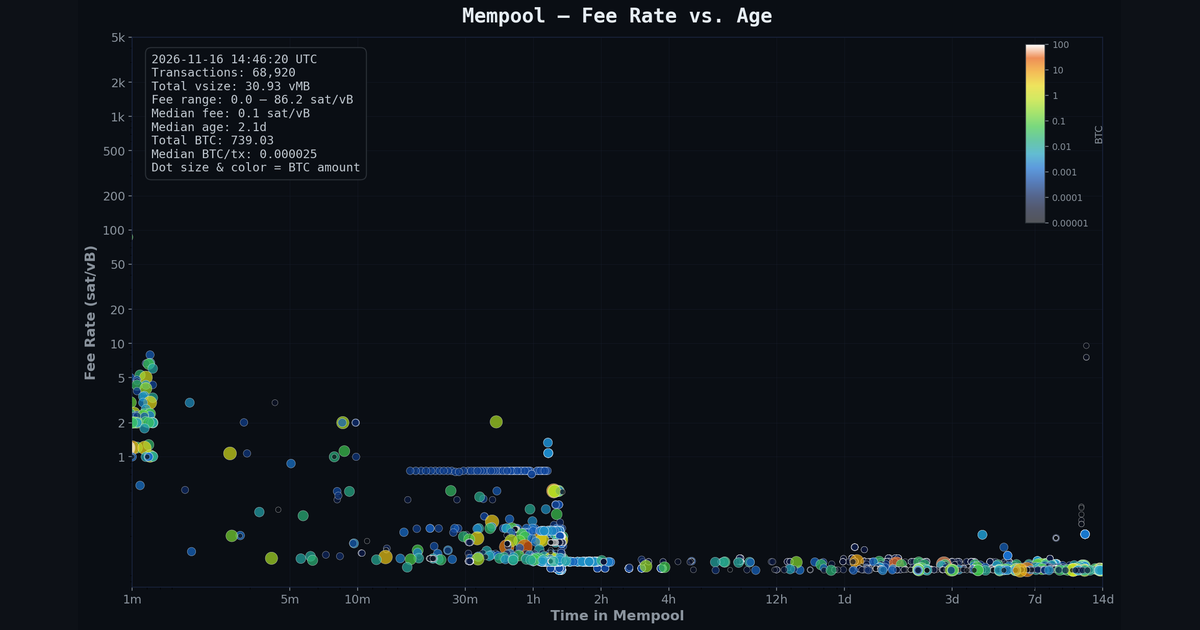 Mempool — Fee Rate vs. Age
2026-11-16 14:46:20 UTC
Transactions: 68,920
Total vsize: 30.93 vMB
Fee range: 0.0 – 86.2 sat/vB
Median fee: 0.1 sat/vB
Median age: 2.1d
Total BTC: 739.03
Median BTC/tx: 0.000025
Dot size & color = BTC amount
5k
2k
1k
500
200
100
50
20
10
5
2
1
Fee Rate (sat/vB)
100
10
1
0.1
0.01
0.001
0.0001
0.00001
BTC
1m
5m
10m
30m
1h
2h
4h
12h
1d
3d
7d
14d
Time in Mempool